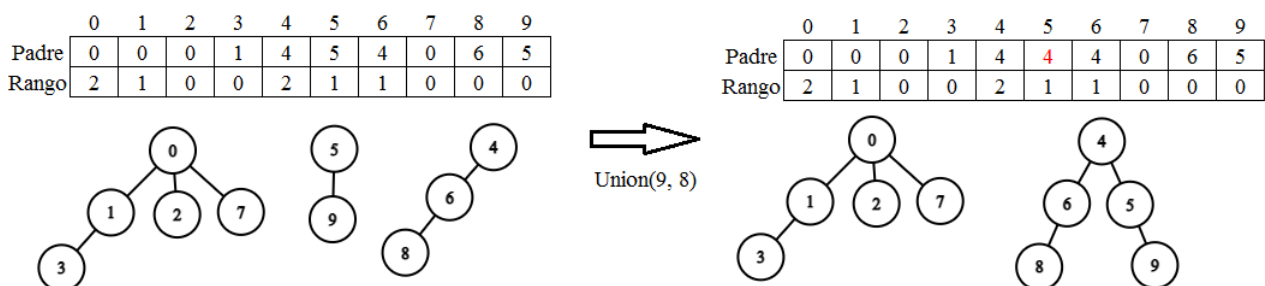 0 1 2 3 4 5 6 7 8 9
Padre 0 0 0 1 4 5 4 0 6 5
Rango 2 1 0 0 2 1 1 0 0 0
0
1 2 7
3
5
9
4
6
8
Union(9, 8)
0 1 2 3 4 5 6 7 8 9
Padre 0 0 0 1 4 4 4 0 6 5
Rango 2 1 0 0 2 1 1 0 0 0
0
1 2 7
3
4
6 5
8 9